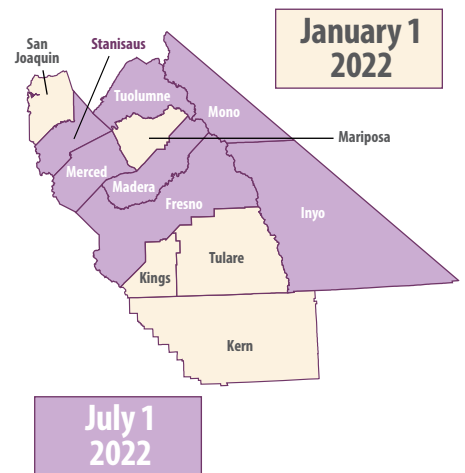 January 1
2022
San
Joaquin
Stanisaus
Tuolumne
Mono
Mariposa
Merced
Madera
Fresno
Inyo
Tulare
Kings
Kern
July 1
2022